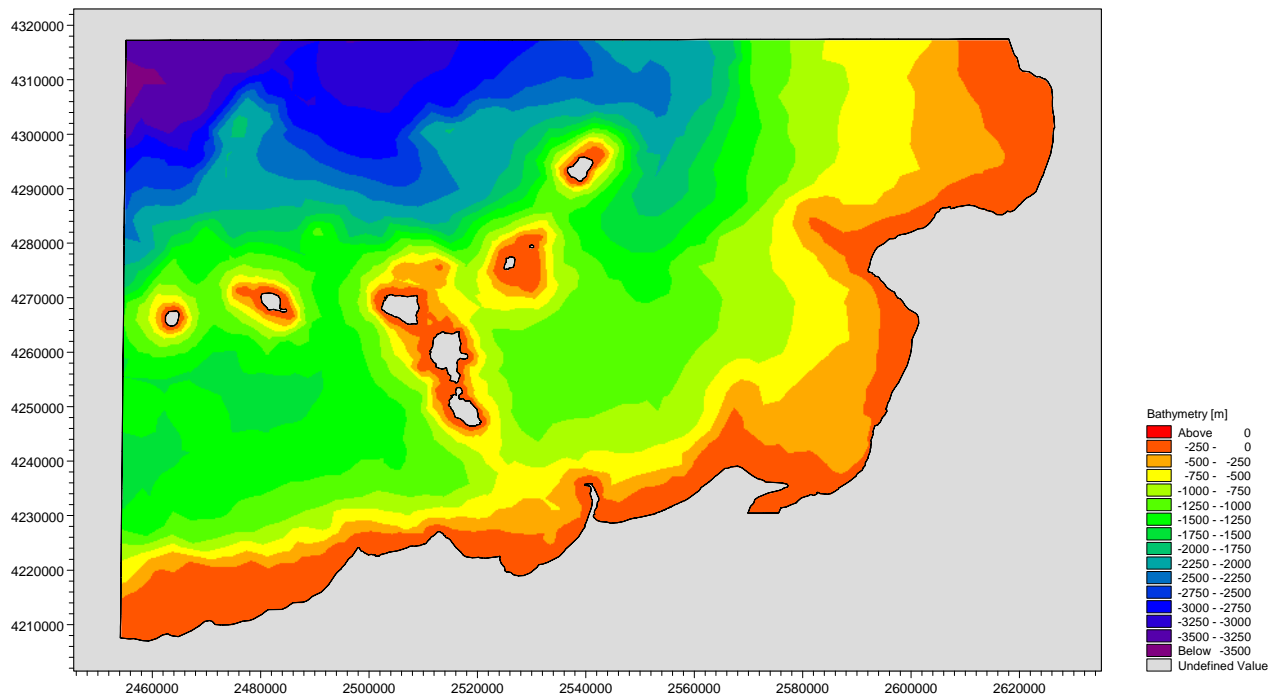 4320000
4310000
4300000
4290000
4280000
4270000
4260000
4250000
4240000
4230000
4220000
4210000
2460000 2480000 2500000 2520000 2540000 2560000 2580000 2600000 2620000
Bathymetry [m]
Above 0
-250 - 0
-500 - -250
-750 - -500
-1000 - -750
-1250 - -1000
-1500 - -1250
-1750 - -1500
-2000 - -1750
-2250 - -2000
-2500 - -2250
-2750 - -2500
-3000 - -2750
-3250 - -3000
-3500 - -3250
Below -3500
Undefined Value